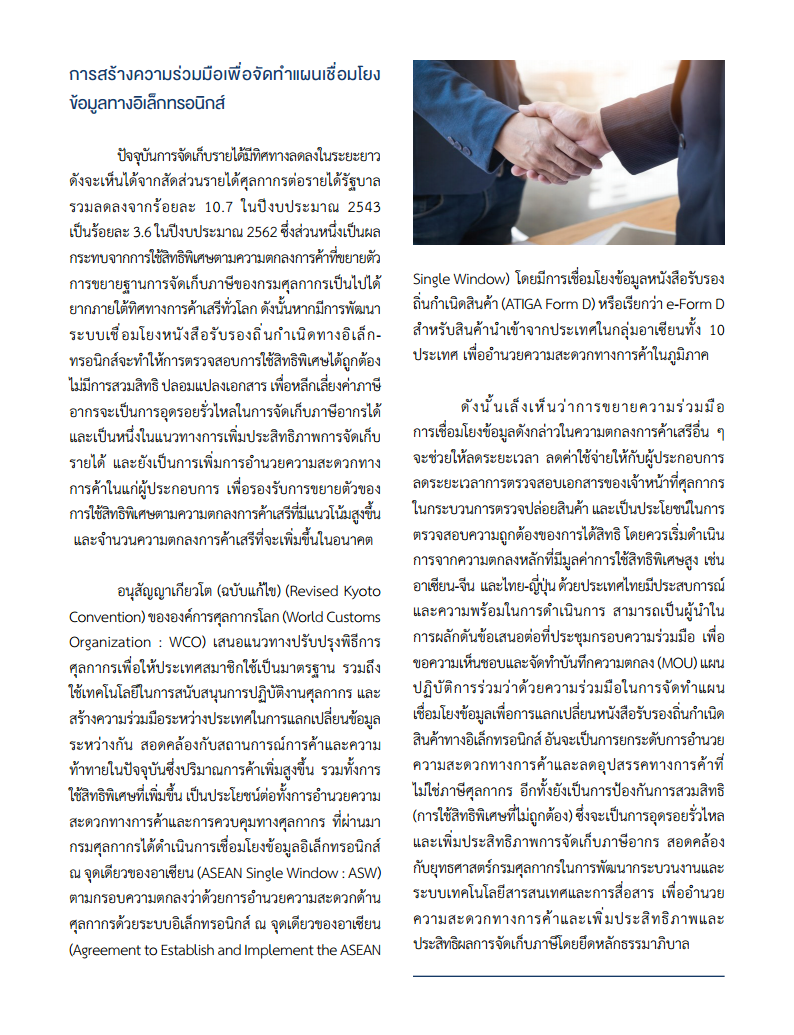 การสร้างความร่วมมือเพื่อจัดทำแผนเชื่อมโยง
ข้อมูลทางอิเล็กทรอนิกส์
ปัจจุบันการจัดเก็บรายได้มีทิศทางลดลงในระยะยาว
ดังจะเห็นได้จากสัดส่วนรายได้ศุลกากรต่อรายได้รัฐบาล
รวมลดลงจากร้อยละ 10.7 ในปีงบประมาณ 2543
เป็นร้อยละ 3.6 ในปีงบประมาณ 2562 ซึ่งส่วนหนึ่งเป็นผล
กระทบจากการใช้สิทธิพิเศษตามความตกลงการค้าที่ขยายตัว
การขยายฐานการจัดเก็บภาษีของกรมศุลกากรเป็นไปได้
ยากภายใต้ทิศทางการค้าเสรีทั่วโลก ดังนั้นหากมีการพัฒนา
ระบบเชื่อมโยงหนังสือรับรองถิ่นกำเนิดทางอิเล็ก-
ทรอนิกส์จะทำให้การตรวจสอบการใช้สิทธิพิเศษได้ถูกต้อง
ไม่มีการสวมสิทธิ ปลอมแปลงเอกสาร เพื่อหลีกเลี่ยงค่าภาษี
อากรจะเป็นการอุดรอยรั่วไหลในการจัดเก็บภาษีอากรได้
และเป็นหนึ่งในแนวทางการเพิ่มประสิทธิภาพการจัดเก็บ
รายได้ และยังเป็นการเพิ่มการอำนวยความสะดวกทาง
การค้าในแก่ผู้ประกอบการ เพื่อรองรับการขยายตัวของ
การใช้สิทธิพิเศษตามความตกลงการค้าเสรีที่มีแนวโน้มสูงขึ้น
และจำนวนความตกลงการค้าเสรีที่จะเพิ่มขึ้นในอนาคต
อนุสัญญาเกียวโต (ฉบับแก้ไข) (Revised Kyoto
Convention) ขององค์การศุลกากรโลก (World Customs
Organization : WCO) เสนอแนวทางปรับปรุงพิธีการ
ศุลกากรเพื่อให้ประเทศสมาชิกใช้เป็นมาตรฐาน รวมถึง
ใช้เทคโนโลยีในการสนับสนุนการปฏิบัติงานศุลกากร และ
สร้างความร่วมมือระหว่างประเทศในการแลกเปลี่ยนข้อมูล
ระหว่างกัน สอดคล้องกับสถานการณ์การค้าและความ
ท้าทายในปัจจุบันซึ่งปริมาณการค้าเพิ่มสูงขึ้น รวมทั้งการ
ใช้สิทธิพิเศษที่เพิ่มขึ้น เป็นประโยชน์ต่อทั้งการอำนวยความ
สะดวกทางการค้าและการควบคุมทางศุลกากร ที่ผ่านมา
กรมศุลกากรได้ดำเนินการเชื่อมโยงข้อมูลอิเล็กทรอนิกส์
ณ จุดเดียวของอาเซียน (ASEAN Single Window : ASW)
ตามกรอบความตกลงว่าด้วยการอำนวยความสะดวกด้าน
ศุลกากรด้วยระบบอิเล็กทรอนิกส์ ณ จุดเดียวของอาเซียน
(Agreement to Establish and Implement the ASEAN
Single Window) โดยมีการเชื่อมโยงข้อมูลหนังสือรับรอง
ถิ่นกำเนิดสินค้า (ATIGA Form D) หรือเรียกว่า e-Form D
สำหรับสินค้านำเข้าจากประเทศในกลุ่มอาเซียนทั้ง 10
ประเทศ เพื่ออำนวยความสะดวกทางการค้าในภูมิภาค
ดังนั้นเล็งเห็นว่าการขยายความร่วมมือ
การเชื่อมโยงข้อมูลดังกล่าวในความตกลงการค้าเสรีอื่น ๆ
จะช่วยให้ลดระยะเวลา ลดค่าใช้จ่ายให้กับผู้ประกอบการ
ลดระยะเวลาการตรวจสอบเอกสารของเจ้าหน้าที่ศุลกากร
ในกระบวนการตรวจปล่อยสินค้า และเป็นประโยชน์ในการ
ตรวจสอบความถูกต้องของการได้สิทธิ โดยควรเริ่มดำเนิน
การจากความตกลงหลักที่มีมูลค่าการใช้สิทธิพิเศษสูง เช่น
อาเซียน-จีน และไทย-ญี่ปุ่น ด้วยประเทศไทยมีประสบการณ์
และความพร้อมในการดำเนินการ สามารถเป็นผู้นำใน
การผลักดันข้อเสนอต่อที่ประชุมกรอบความร่วมมือ เพื่อ
ขอความเห็นชอบและจัดทำบันทึกความตกลง (MOU) แผน
ปฏิบัติการร่วมว่าด้วยความร่วมมือในการจัดทำแผน
เชื่อมโยงข้อมูลเพื่อการแลกเปลี่ยนหนังสือรับรองถิ่นกำเนิด
สินค้าทางอิเล็กทรอนิกส์ อันจะเป็นการยกระดับการอำนวย
ความสะดวกทางการค้าและลดอุปสรรคทางการค้าที่
ไม่ใช่ภาษีศุลกากร อีกทั้งยังเป็นการป้องกันการสวมสิทธิ
(การใช้สิทธิพิเศษที่ไม่ถูกต้อง) ซึ่งจะเป็นการอุดรอยรั่วไหล
และเพิ่มประสิทธิภาพการจัดเก็บภาษีอากร สอดคล้อง
กับยุทธศาสตร์กรมศุลกากรในการพัฒนากระบวนงานและ
ระบบเทคโนโลยีสารสนเทศและการสื่อสาร เพื่ออำนวย
ความสะดวกทางการค้าและเพิ่มประสิทธิภาพและ
ประสิทธิผลการจัดเก็บภาษีโดยยึดหลักธรรมาภิบาล